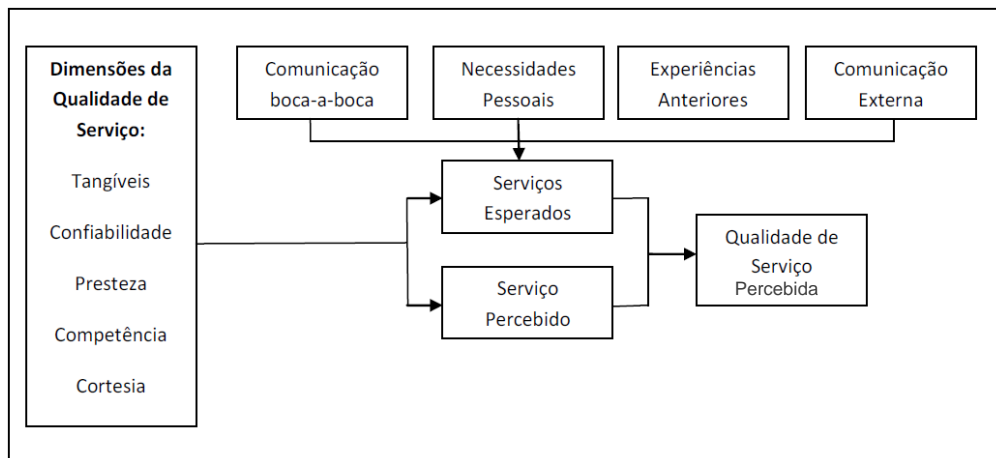 Dimensões da
Qualidade de
Serviço:
Tangíveis
Confiabilidade
Presteza
Competência
Cortesia
Comunicação
boca-a-boca
Necessidades
Pessoais
Experiências
Anteriores
Comunicação
Externa
Serviços
Esperados
Serviço
Percebido
Qualidade de
Serviço
Percebida